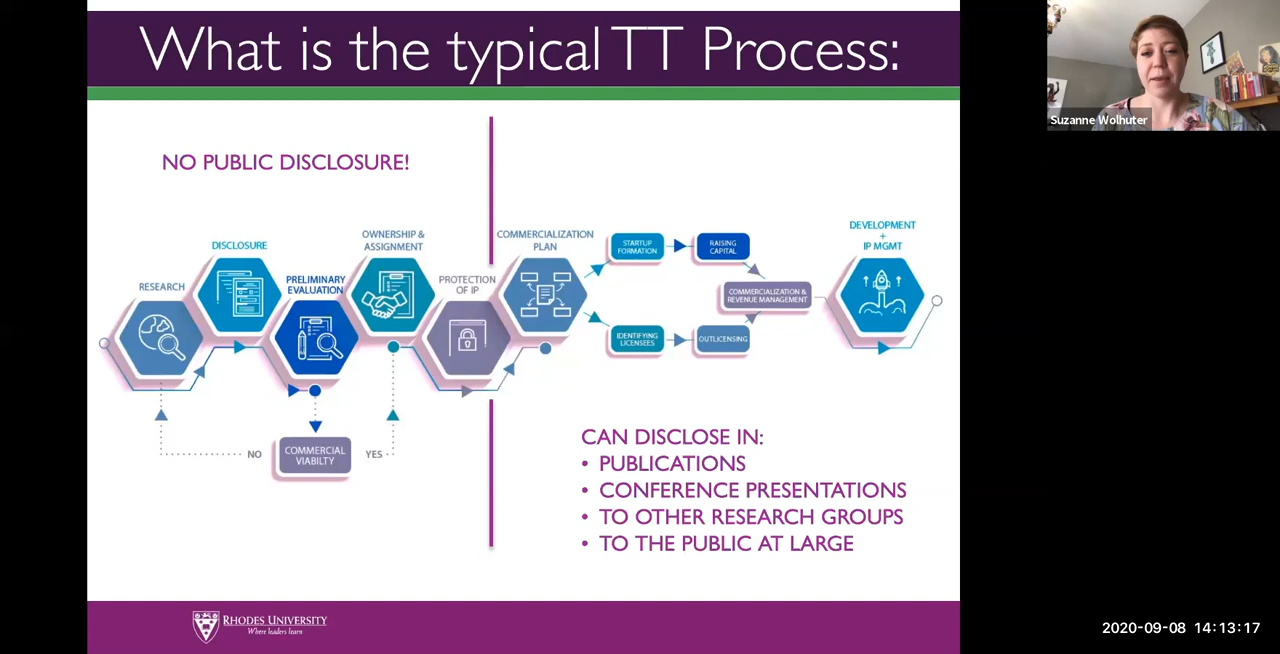 What is the typical TT Process:
Suzanne Wolhuter
NO PUBLIC DISCLOSURE!
RESEARCH
DISCLOSURE
PRELIMINARY
EVALUATION
OWNERSHIP &
ASSIGNMENT
PROTECTION
OF IP
COMMERCIALIZATION
PLAN
STARTUP
FORMATION
RAISING
CAPITAL
COMMERCIALIZATION &
REVENUE MANAGEMENT
IDENTIFYING
LICENSEES
OUTLICENSING
DEVELOPMENT
+
IP MGMT
NO
COMMERCIAL
VIABILTY
YES
CAN DISCLOSE IN:
• PUBLICATIONS
• CONFERENCE PRESENTATIONS
• TO OTHER RESEARCH GROUPS
• TO THE PUBLIC AT LARGE
RHODES UNIVERSITY
Where leaders learn
2020-09-08 14:13:17